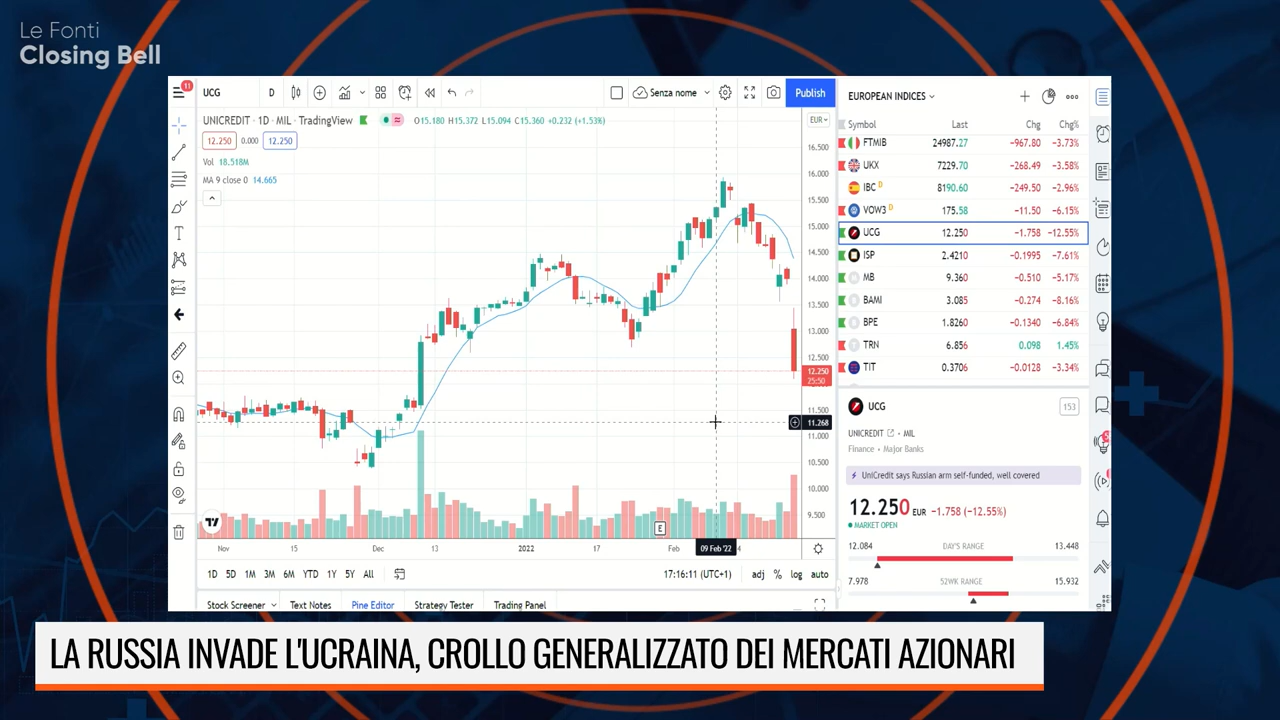 Le Fonti
Closing Bell
11
UCG
D
Senza nome
Publish
UNICREDIT · 1D · MIL · TradingView
O15.180 H15.372 L15.094 C15.360 +0.232 (+1.53%)
EUR
12.250 0.000 12.250
Vol 18.518M
MA 9 close 0 14.665
16.500
16.000
15.500
15.000
14.500
14.000
13.500
13.000
12.500
12.250
25:50
11.500
11.268
11.000
10.500
10.000
9.500
E
Nov 15 Dec 13 2022 17 Feb 09 Feb '22 4
1D 5D 1M 3M 6M YTD 1Y 5Y All
17:16:11 (UTC+1) adj % log auto
Stock Screener Text Notes Pine Editor Strategy Tester Trading Panel
EUROPEAN INDICES
Symbol Last Chg Chg%
FTMIB 24987.27 −967.80 −3.73%
UKX 7229.70 −268.49 −3.58%
IBC D 8190.60 −249.50 −2.96%
VOW3 D 175.58 −11.50 −6.15%
UCG 12.250 −1.758 −12.55%
ISP 2.4210 −0.1995 −7.61%
MB 9.360 −0.510 −5.17%
BAMI 3.085 −0.274 −8.16%
BPE 1.8260 −0.1340 −6.84%
TRN 6.856 0.098 1.45%
TIT 0.3706 −0.0128 −3.34%
UCG 153
UNICREDIT · MIL
Finance · Major Banks
UniCredit says Russian arm self-funded, well covered
12.250 EUR −1.758 (−12.55%)
MARKET OPEN
12.084 DAY'S RANGE 13.448
7.978 52WK RANGE 15.932
LA RUSSIA INVADE L'UCRAINA, CROLLO GENERALIZZATO DEI MERCATI AZIONARI